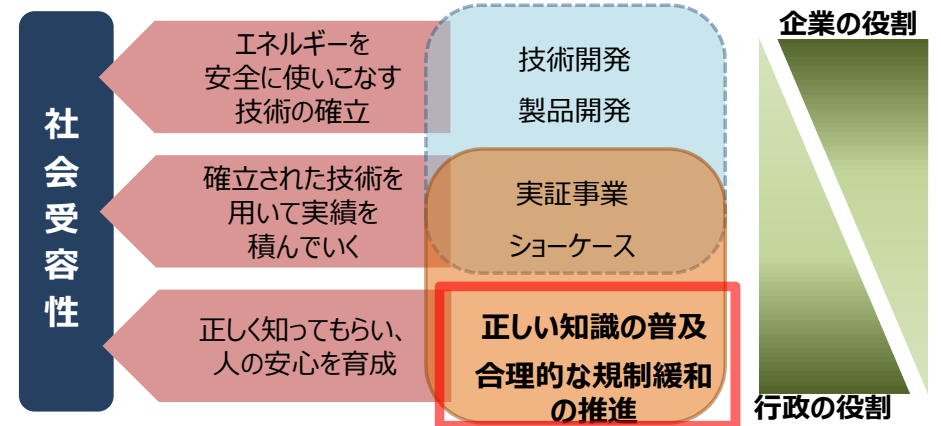 社会受容性
エネルギーを
安全に使いこなす
技術の確立
確立された技術を
用いて実績を
積んでいく
正しく知ってもらい、
人の安心を育成
技術開発
製品開発
実証事業
ショーケース
正しい知識の普及
合理的な規制緩和
の推進
企業の役割
行政の役割